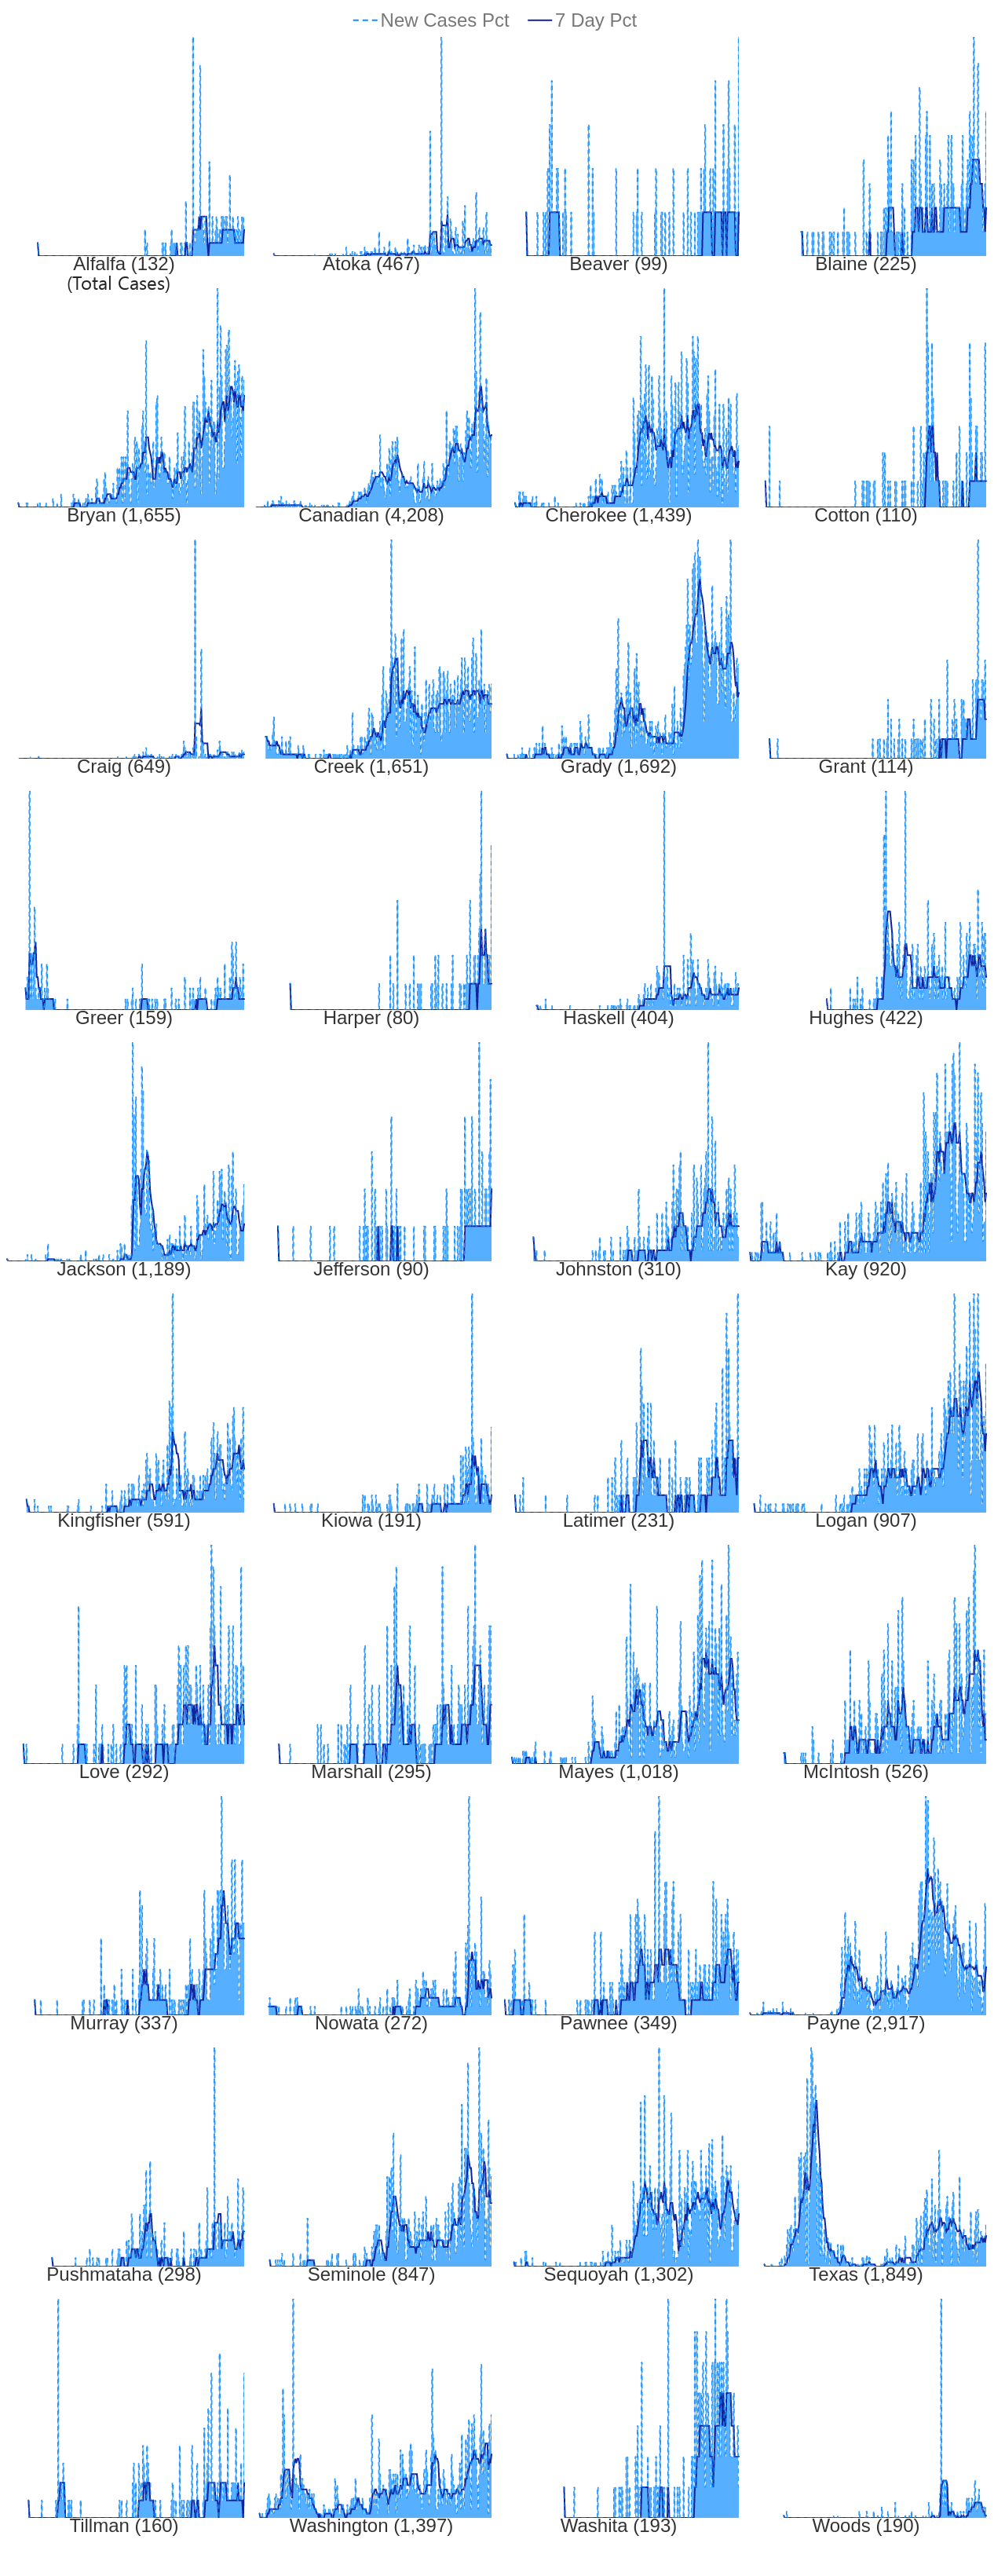 New Cases Pct 7 Day Pct
Alfalfa (132) Atoka (467) Beaver (99) Blaine (225)
(Total Cases)
Bryan (1,655) Canadian (4,208) Cherokee (1,439) Cotton (110)
Craig (649) Creek (1,651) Grady (1,692) Grant (114)
Greer (159) Harper (80) Haskell (404) Hughes (422)
Jackson (1,189) Jefferson (90) Johnston (310) Kay (920)
Kingfisher (591) Kiowa (191) Latimer (231) Logan (907)
Love (292) Marshall (295) Mayes (1,018) McIntosh (526)
Murray (337) Nowata (272) Pawnee (349) Payne (2,917)
Pushmataha (298) Seminole (847) Sequoyah (1,302) Texas (1,849)
Tillman (160) Washington (1,397) Washita (193) Woods (190)